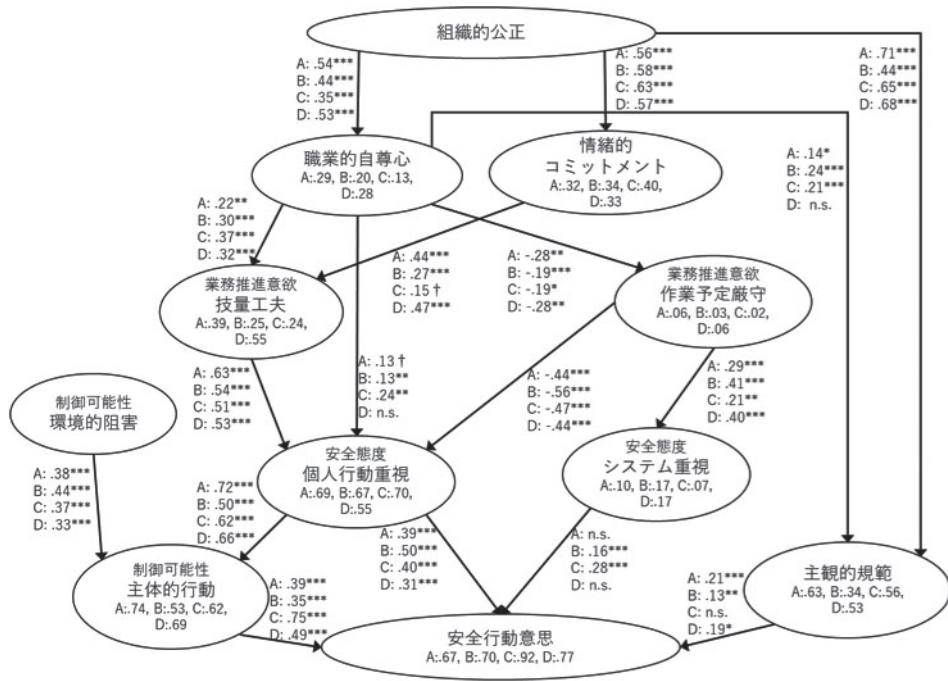 組織的公正
A: .54***
B: .44***
C: .35***
D: .53***
A: .56***
B: .58***
C: .63***
D: .57***
A: .71***
B: .44***
C: .65***
D: .68***
職業的自尊心
A:.29, B:.20, C:.13,
D:.28
情緒的
コミットメント
A:.32, B:.34, C:.40,
D:.33
A: .14*
B: .24***
C: .21***
D: n.s.
A: .22**
B: .30***
C: .37***
D: .32***
A: .44***
B: .27***
C: .15†
D: .47***
A: -.28**
B: -.19***
C: -.19*
D: -.28**
業務推進意欲
技量工夫
A:.39, B:.25, C:.24,
D:.55
業務推進意欲
作業予定厳守
A:.06, B:.03, C:.02,
D:.06
A: .63***
B: .54***
C: .51***
D: .53***
A: .13†
B: .13**
C: .24**
D: n.s.
A: -.44***
B: -.56***
C: -.47***
D: -.44***
A: .29***
B: .41***
C: .21**
D: .40***
制御可能性
環境的阻害
安全態度
個人行動重視
A:.69, B:.67, C:.70,
D:.55
安全態度
システム重視
A:.10, B:.17, C:.07,
D:.17
A: .38***
B: .44***
C: .37***
D: .33***
A: .72***
B: .50***
C: .62***
D: .66***
A: .39***
B: .50***
C: .40***
D: .31***
A: n.s.
B: .16***
C: .28***
D: n.s.
制御可能性
主体的行動
A:.74, B:.53, C:.62,
D:.69
A: .39***
B: .35***
C: .75***
D: .49***
A: .21***
B: .13**
C: n.s.
D: .19*
主観的規範
A:.63, B:.34, C:.56,
D:.53
安全行動意思
A:.67, B:.70, C:.92, D:.77